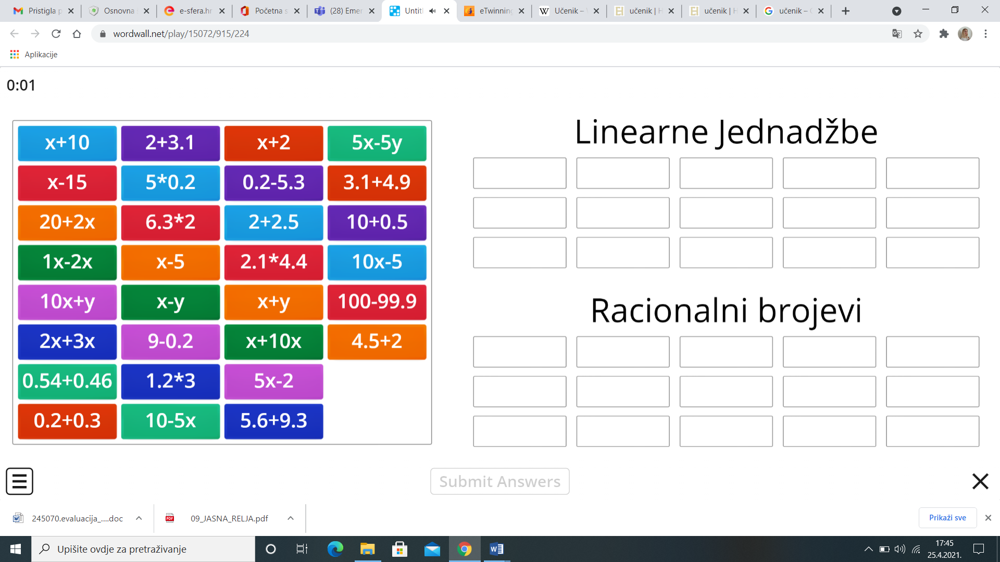 Pristigla p
Osnovna
e-sfera.hr
Početna s
(28) Emer
Untitl
eTwinning
Učenik –
učenik | H
učenik | H
učenik –
wordwall.net/play/15072/915/224
Aplikacije
0:01
x+10 2+3.1 x+2 5x-5y
x-15 5*0.2 0.2-5.3 3.1+4.9
20+2x 6.3*2 2+2.5 10+0.5
1x-2x x-5 2.1*4.4 10x-5
10x+y x-y x+y 100-99.9
2x+3x 9-0.2 x+10x 4.5+2
0.54+0.46 1.2*3 5x-2
0.2+0.3 10-5x 5.6+9.3
Linearne Jednadžbe
Racionalni brojevi
Submit Answers
245070.evaluacija_....doc
PDF
09_JASNA_RELJA.pdf
Prikaži sve
Upišite ovdje za pretraživanje
17:45
25.4.2021.